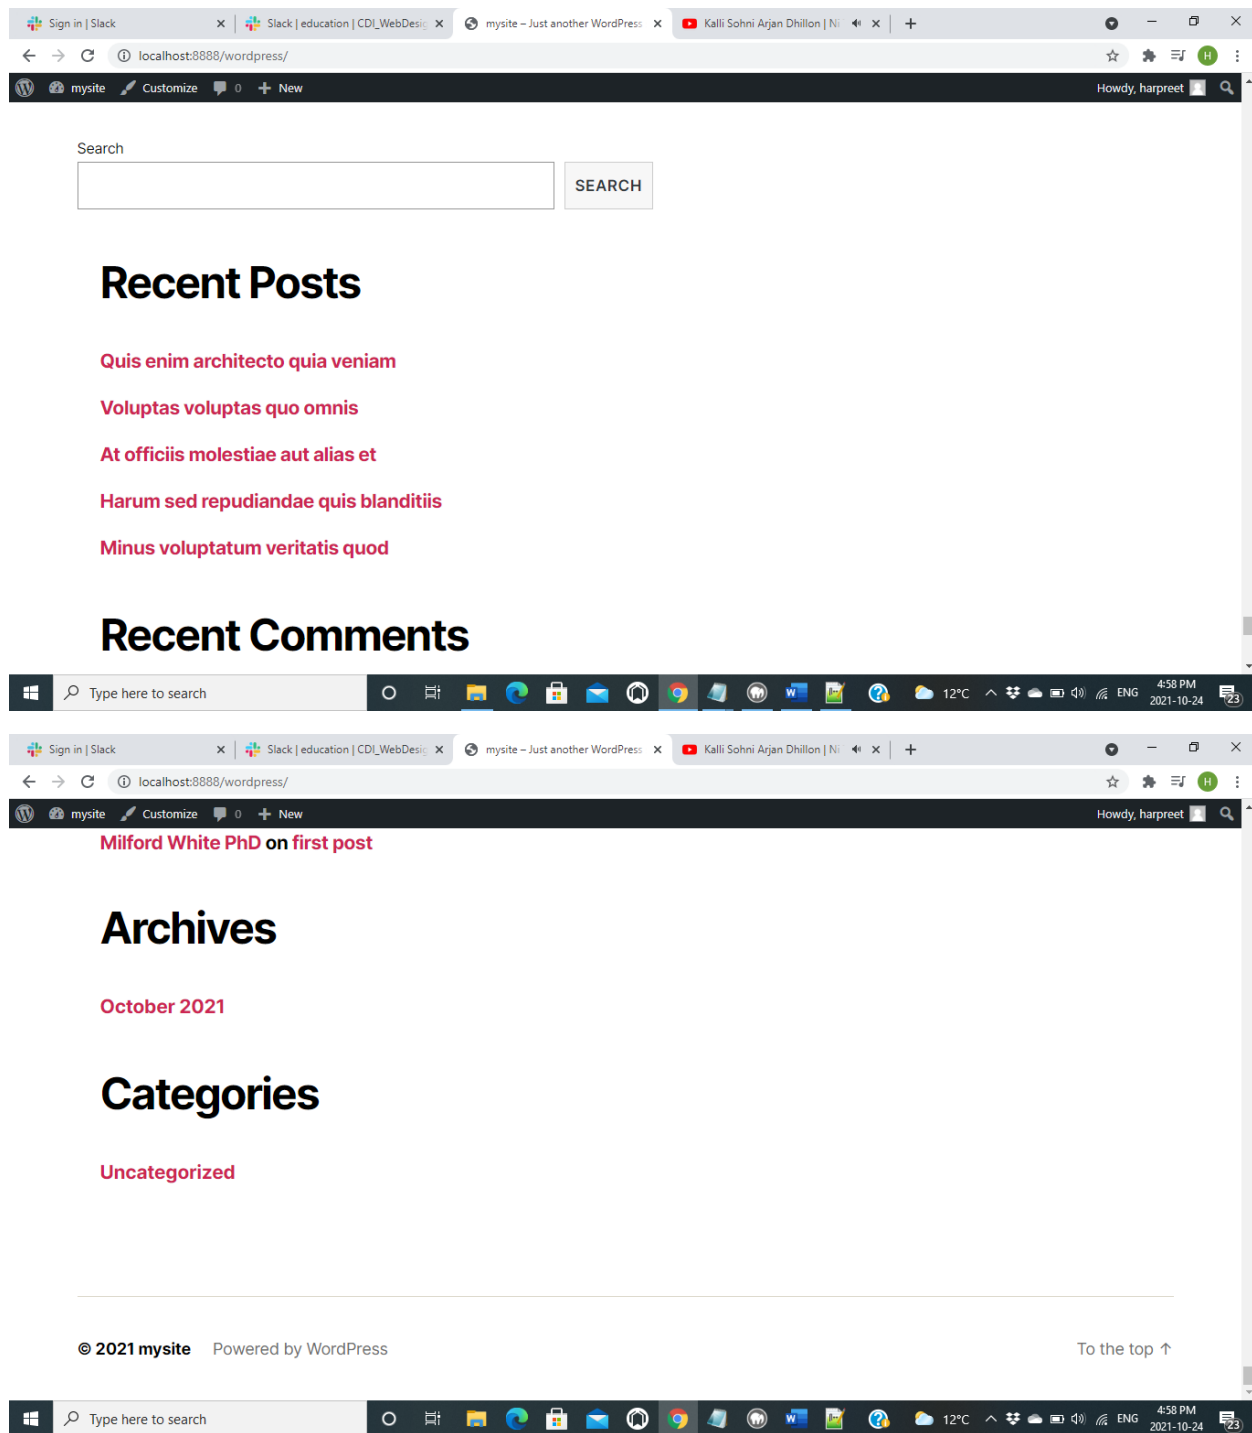 Sign in | Slack
Slack | education | CDI_WebDesig
mysite – Just another WordPress
Kalli Sohni Arjan Dhillon | Ni
localhost:8888/wordpress/
H
mysite Customize 0 + New
Howdy, harpreet
Search
SEARCH
Recent Posts
Quis enim architecto quia veniam
Voluptas voluptas quo omnis
At officiis molestiae aut alias et
Harum sed repudiandae quis blanditiis
Minus voluptatum veritatis quod
Recent Comments
Type here to search
12°C
ENG
4:58 PM
2021-10-24
23
Sign in | Slack
Slack | education | CDI_WebDesig
mysite – Just another WordPress
Kalli Sohni Arjan Dhillon | Ni
localhost:8888/wordpress/
H
mysite Customize 0 + New
Howdy, harpreet
Milford White PhD on first post
Archives
October 2021
Categories
Uncategorized
© 2021 mysite Powered by WordPress
To the top ↑
Type here to search
12°C
ENG
4:58 PM
2021-10-24
23